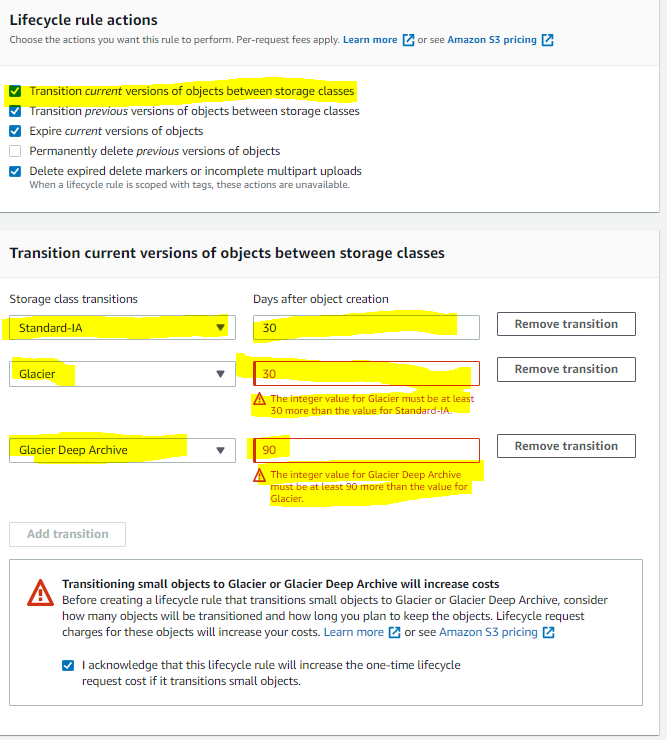 Lifecycle rule actions
Choose the actions you want this rule to perform. Per-request fees apply. Learn more or see Amazon S3 pricing
Transition current versions of objects between storage classes
Transition previous versions of objects between storage classes
Expire current versions of objects
Permanently delete previous versions of objects
Delete expired delete markers or incomplete multipart uploads
When a lifecycle rule is scoped with tags, these actions are unavailable.
Transition current versions of objects between storage classes
Storage class transitions
Days after object creation
Standard-IA
30
Remove transition
Glacier
30
Remove transition
The integer value for Glacier must be at least
30 more than the value for Standard-IA.
Glacier Deep Archive
90
Remove transition
The integer value for Glacier Deep Archive
must be at least 90 more than the value for
Glacier.
Add transition
Transitioning small objects to Glacier or Glacier Deep Archive will increase costs
Before creating a lifecycle rule that transitions small objects to Glacier or Glacier Deep Archive, consider
how many objects will be transitioned and how long you plan to keep the objects. Lifecycle request
charges for these objects will increase your costs. Learn more or see Amazon S3 pricing
I acknowledge that this lifecycle rule will increase the one-time lifecycle
request cost if it transitions small objects.